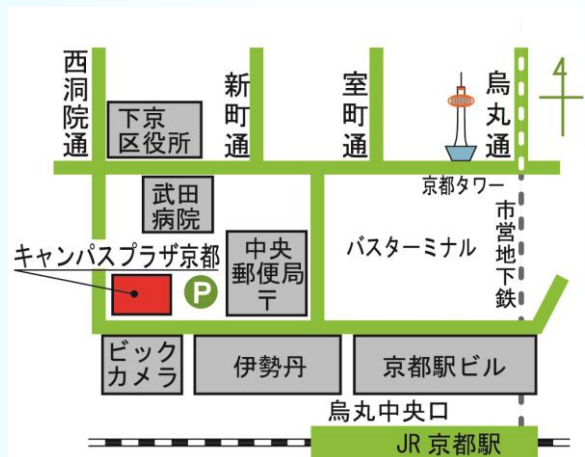 西洞院通
新町通
室町通
烏丸通
下京
区役所
京都タワー
武田
病院
市営地下鉄
キャンパスプラザ京都
P
中央
郵便局
〒
バスターミナル
ビック
カメラ
伊勢丹
京都駅ビル
烏丸中央口
JR 京都駅